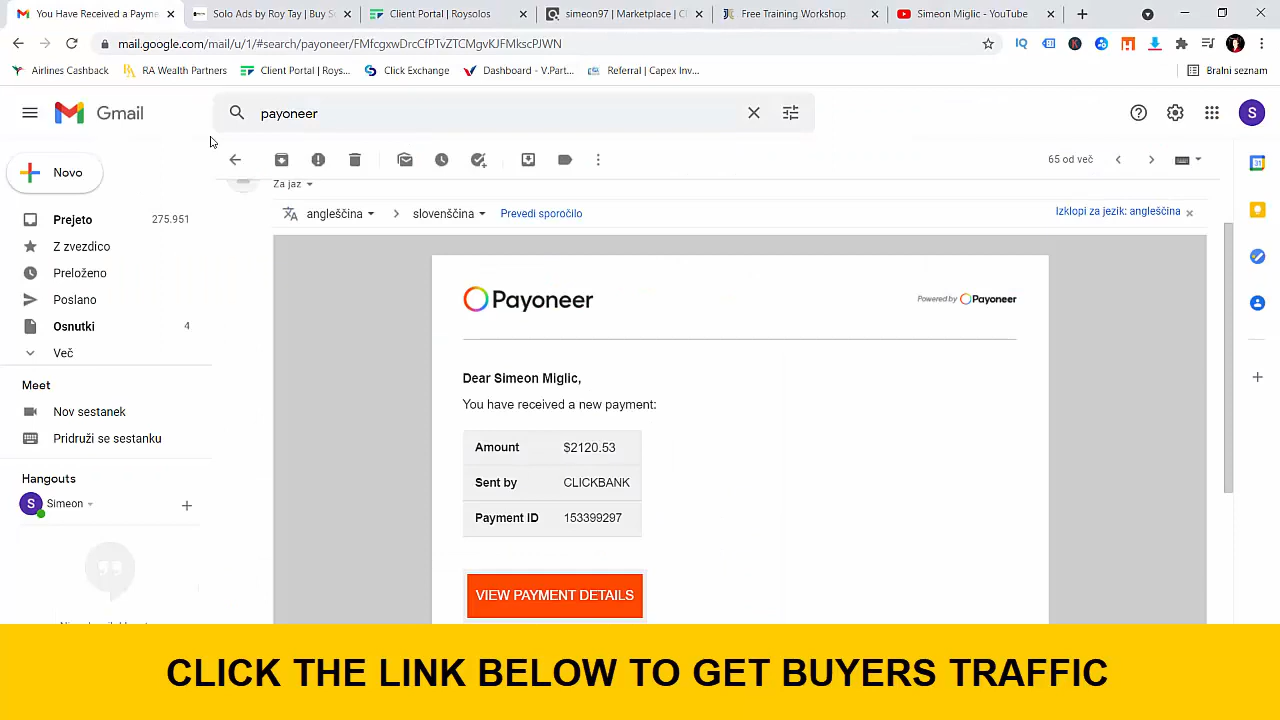 You Have Received a Payme
Solo Ads by Roy Tay | Buy S
Client Portal | Roysolos
simeon97 | Marketplace | C
Free Training Workshop
Simeon Miglic - YouTube
mail.google.com/mail/u/1/#search/payoneer/FMfcgxwDrcCfPTvZTCMgvKJFMkscPlWN
Airlines Cashback
RA Wealth Partners
Client Portal | Roys...
Click Exchange
Dashboard - V.Part...
Referral | Capex Inv...
Bralni seznam
Gmail
payoneer
S
Novo
65 od več
Za jaz
Prejeto 275.951
angleščina
slovenščina
Prevedi sporočilo
Izklopi za jezik: angleščina
Z zvezdico
Preloženo
Poslano
Osnutki 4
Več
Payoneer
Powered by Payoneer
Meet
Nov sestanek
Pridruži se sestanku
Dear Simeon Miglic,
You have received a new payment:
Amount $2120.53
Sent by CLICKBANK
Payment ID 153399297
Hangouts
S Simeon
VIEW PAYMENT DETAILS
CLICK THE LINK BELOW TO GET BUYERS TRAFFIC